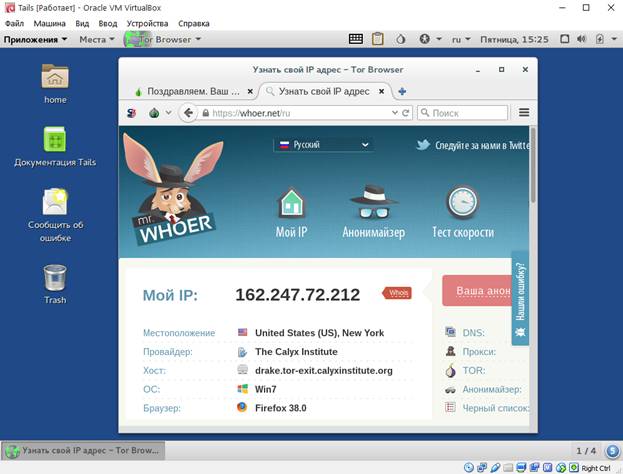 Tails [Работает] - Oracle VM VirtualBox
Файл Машина Вид Ввод Устройства Справка
Приложения Места Tor Browser ru Пятница, 15:25
home
Документация Tails
Сообщить об
ошибке
Trash
Узнать свой IP адрес – Tor Browser
Поздравляем. Ваш ... Узнать свой IP адрес
https://whoer.net/ru Поиск
Русский Следуйте за нами в Twitte
mr.
WHOER
Мой IP Анонимайзер Тест скорости
Нашли ошибку?
Мой IP: 162.247.72.212 Whois Ваша анон
Местоположение United States (US), New York DNS:
Провайдер: The Calyx Institute Прокси:
Хост: drake.tor-exit.calyxinstitute.org TOR:
ОС: Win7 Анонимайзер:
Браузер: Firefox 38.0 Черный список:
Узнать свой IP адрес – Tor Brow... 1 / 4 5
Right Ctrl